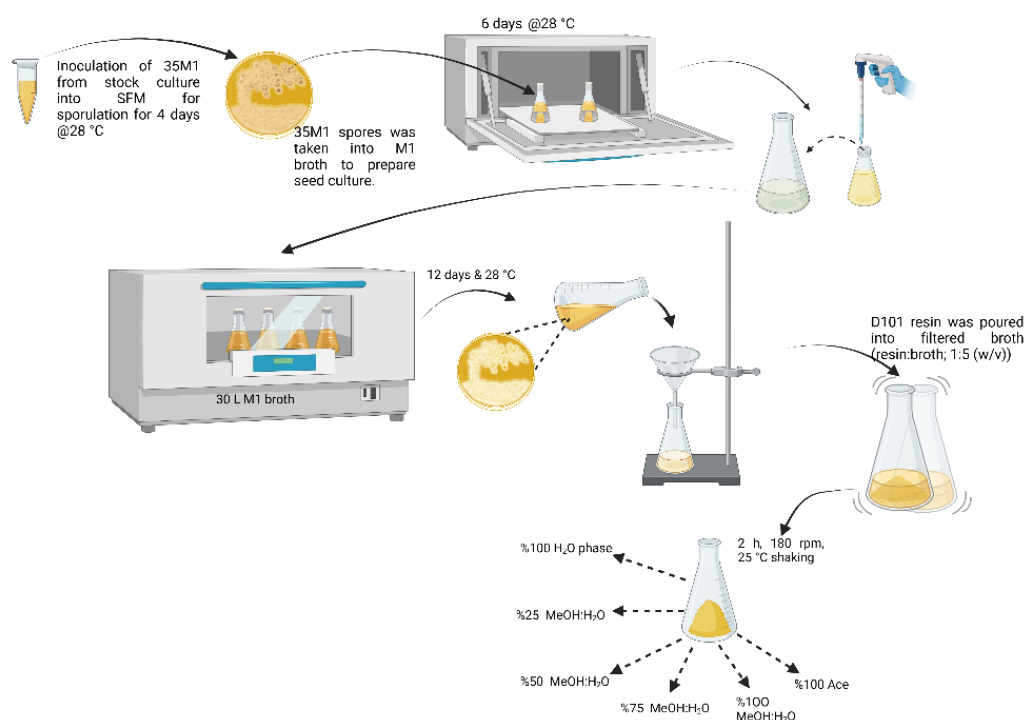 6 days @28 °C
Inoculation of 35M1
from stock culture
into SFM for
sporulation for 4 days
@28 °C
35M1 spores was
taken into M1
broth to prepare
seed culture.
12 days & 28 °C
30 L M1 broth
D101 resin was poured
into filtered broth
(resin:broth; 1:5 (w/v))
2 h, 180 rpm,
25 °C shaking
%100 H₂O phase
%25 MeOH:H₂O
%50 MeOH:H₂O
%75 MeOH:H₂O
%100
MeOH:H₂O
%100 Ace